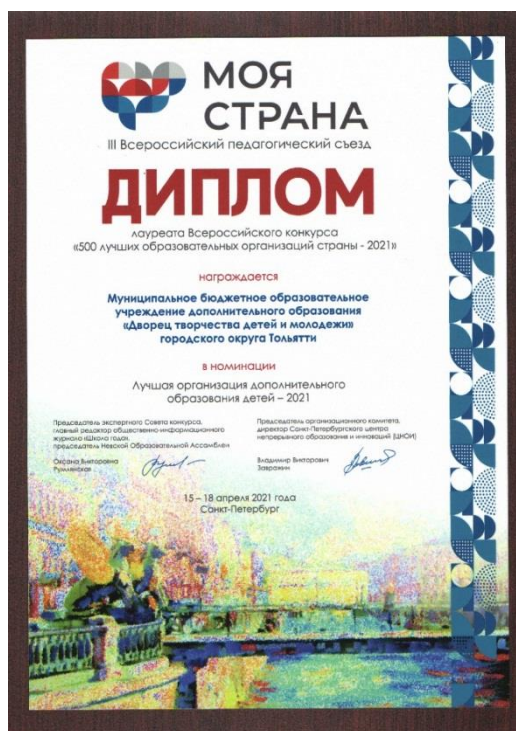 МОЯ
СТРАНА
III Всероссийский педагогический съезд
ДИПЛОМ
лауреата Всероссийского конкурса
«500 лучших образовательных организаций страны - 2021»
награждается
Муниципальное бюджетное образовательное
учреждение дополнительного образования
«Дворец творчества детей и молодежи»
городского округа Тольятти
в номинации
Лучшая организация дополнительного
образования детей – 2021
Председатель экспертного Совета конкурса,
главный редактор общественно-информационного
журнала «Школа года»,
председатель Невской Образовательной Ассамблеи
Оксана Викторовна
Румлянская
Председатель организационного комитета,
директор Санкт-Петербургского центра
непрерывного образования и инноваций (ЦНОИ)
Владимир Викторович
Завражин
15 – 18 апреля 2021 года
Санкт-Петербург